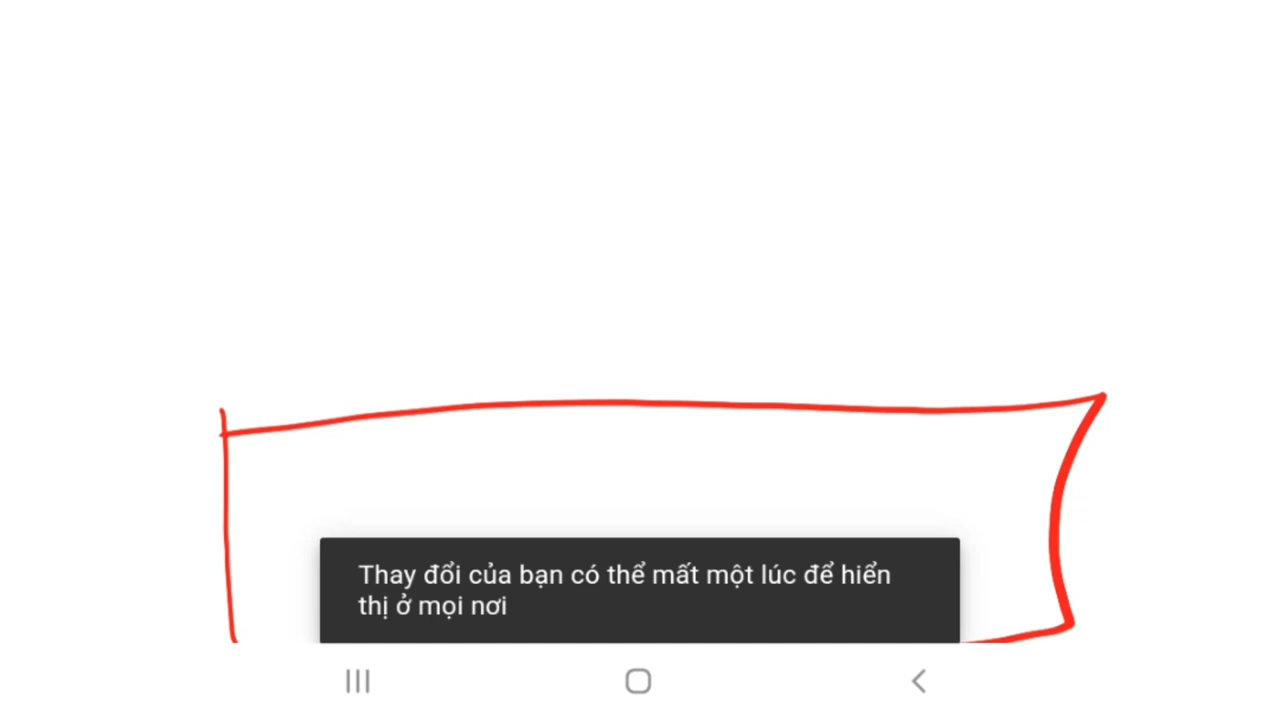 Thay đổi của bạn có thể mất một lúc để hiển
thị ở mọi nơi